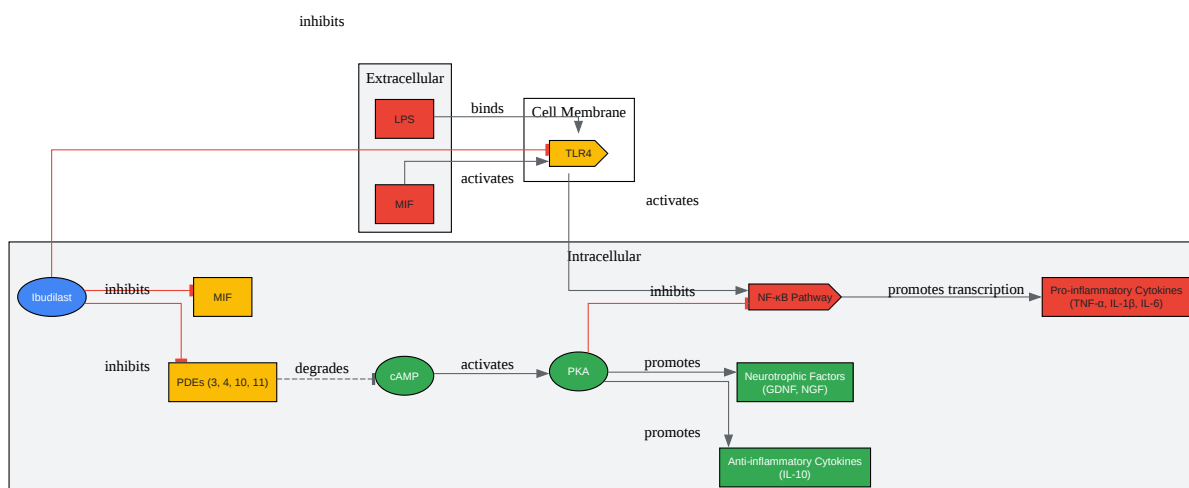 inhibits
Extracellular
LPS
binds
Cell Membrane
TLR4
activates
MIF
activates
Intracellular
Ibudilast
inhibits
MIF
inhibits
NF-κB Pathway
promotes transcription
Pro-inflammatory Cytokines
(TNF-α, IL-1β, IL-6)
inhibits
PDEs (3, 4, 10, 11)
degrades
cAMP
activates
PKA
promotes
Neurotrophic Factors
(GDNF, NGF)
promotes
Anti-inflammatory Cytokines
(IL-10)